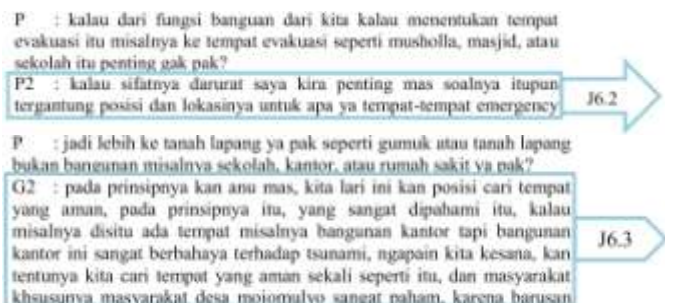 P : kalau dari fungsi banguan dari kita kalau menentukan tempat
evakuasi itu misalnya ke tempat evakuasi seperti musholla, masjid, atau
sekolah itu penting gak pak?
P2 : kalau sifatnya darurat saya kira penting mas soalnya itupun
tergantung posisi dan lokasinya untuk apa ya tempat-tempat emergency
J6.2
P : jadi lebih ke tanah lapang ya pak seperti gumuk atau tanah lapang
bukan bangunan misalnya sekolah, kantor, atau rumah sakit ya pak?
G2 : pada prinsipnya kan anu mas, kita lari ini kan posisi cari tempat
yang aman, pada prinsipnya itu, yang sangat dipahami itu, kalau
misalnya disitu ada tempat misalnya bangunan kantor tapi bangunan
kantor ini sangat berbahaya terhadap tsunami, ngapain kita kesana, kan
tentunya kita cari tempat yang aman sekali seperti itu, dan masyarakat
khsusunya masyarakat desa mojomulyo sangat paham, karena barusan
J6.3